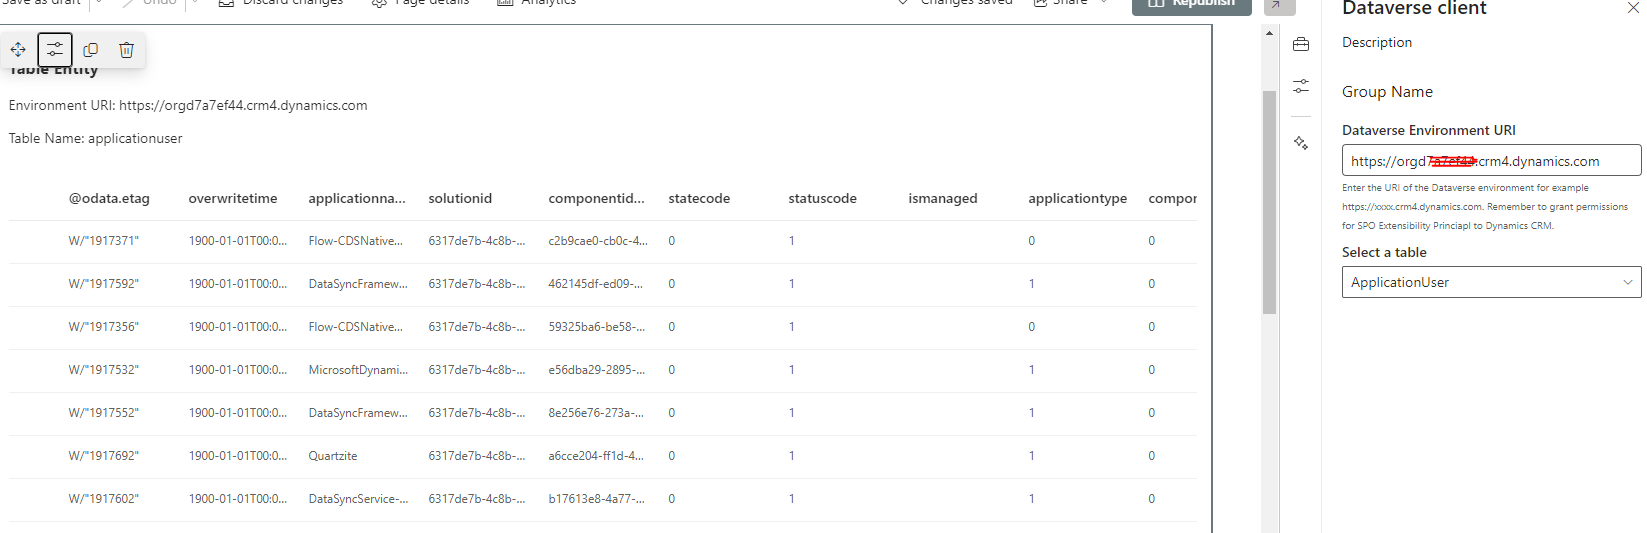 Save as draft Undo Discard changes Page details Analytics Changes saved Share Republish
Table Entity
Environment URI: https://orgd7a7ef44.crm4.dynamics.com
Table Name: applicationuser
@odata.etag overwritetime applicationna... solutionid componentid... statecode statuscode ismanaged applicationtype compor
W/"1917371" 1900-01-01T00:0... Flow-CDSNative... 6317de7b-4c8b-... c2b9cae0-cb0c-4... 0 1 0 0
W/"1917592" 1900-01-01T00:0... DataSyncFramew... 6317de7b-4c8b-... 462145df-ed09-... 0 1 1 0
W/"1917356" 1900-01-01T00:0... Flow-CDSNative... 6317de7b-4c8b-... 59325ba6-be58-... 0 1 0 0
W/"1917532" 1900-01-01T00:0... MicrosoftDynami... 6317de7b-4c8b-... e56dba29-2895-... 0 1 1 0
W/"1917552" 1900-01-01T00:0... DataSyncFramew... 6317de7b-4c8b-... 8e256e76-273a-... 0 1 1 0
W/"1917692" 1900-01-01T00:0... Quartzite 6317de7b-4c8b-... a6cce204-ff1d-4... 0 1 1 0
W/"1917602" 1900-01-01T00:0... DataSyncService-... 6317de7b-4c8b-... b17613e8-4a77-... 0 1 1 0
Dataverse client
Description
Group Name
Dataverse Environment URI
https://orgd7a7ef44.crm4.dynamics.com
Enter the URI of the Dataverse environment for example
https://xxxx.crm4.dynamics.com. Remember to grant permissions
for SPO Extensibility Princiapl to Dynamics CRM.
Select a table
ApplicationUser